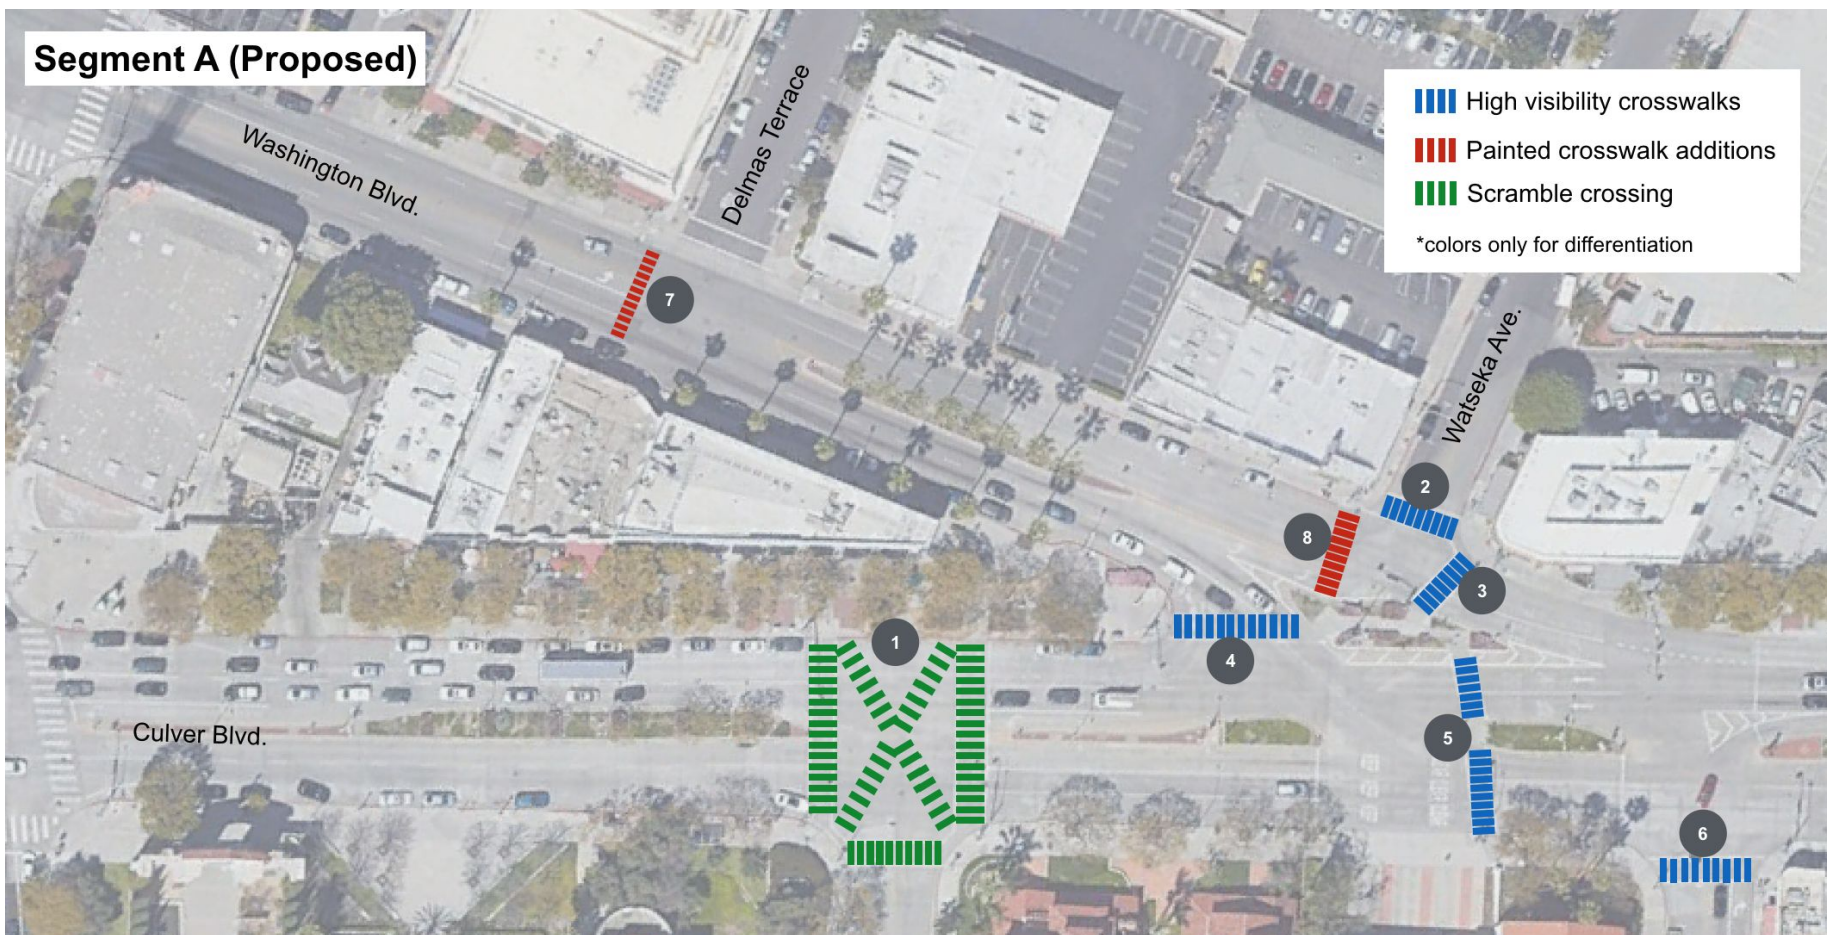 Segment A (Proposed)
High visibility crosswalks
Painted crosswalk additions
Scramble crossing
*colors only for differentiation
Washington Blvd.
Delmas Terrace
Watseka Ave.
7
2
8
3
1
4
Culver Blvd.
5
6